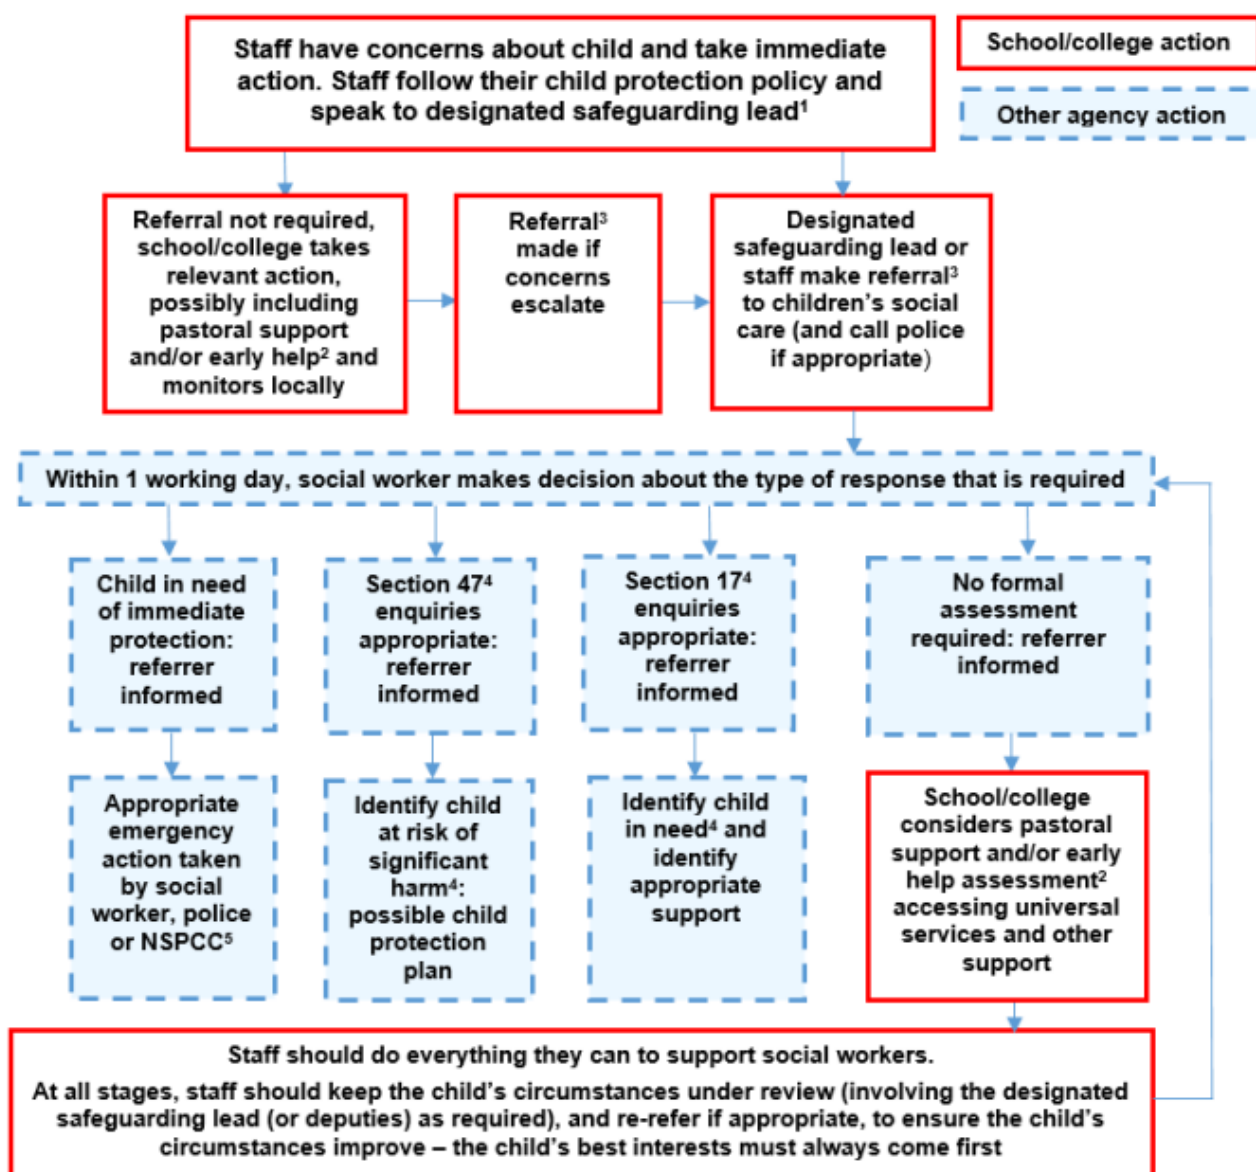 Staff have concerns about child and take immediate
action. Staff follow their child protection policy and
speak to designated safeguarding lead¹
School/college action
Other agency action
Referral not required,
school/college takes
relevant action,
possibly including
pastoral support
and/or early help² and
monitors locally
Referral³
made if
concerns
escalate
Designated
safeguarding lead or
staff make referral³
to children's social
care (and call police
if appropriate)
Within 1 working day, social worker makes decision about the type of response that is required
Child in need
of immediate
protection:
referrer
informed
Section 47⁴
enquiries
appropriate:
referrer
informed
Section 17⁴
enquiries
appropriate:
referrer
informed
No formal
assessment
required: referrer
informed
Appropriate
emergency
action taken
by social
worker, police
or NSPCC⁵
Identify child
at risk of
significant
harm⁴:
possible child
protection
plan
Identify child
in need⁴ and
identify
appropriate
support
School/college
considers pastoral
support and/or early
help assessment²
accessing universal
services and other
support
Staff should do everything they can to support social workers.
At all stages, staff should keep the child's circumstances under review (involving the designated
safeguarding lead (or deputies) as required), and re-refer if appropriate, to ensure the child's
circumstances improve – the child's best interests must always come first